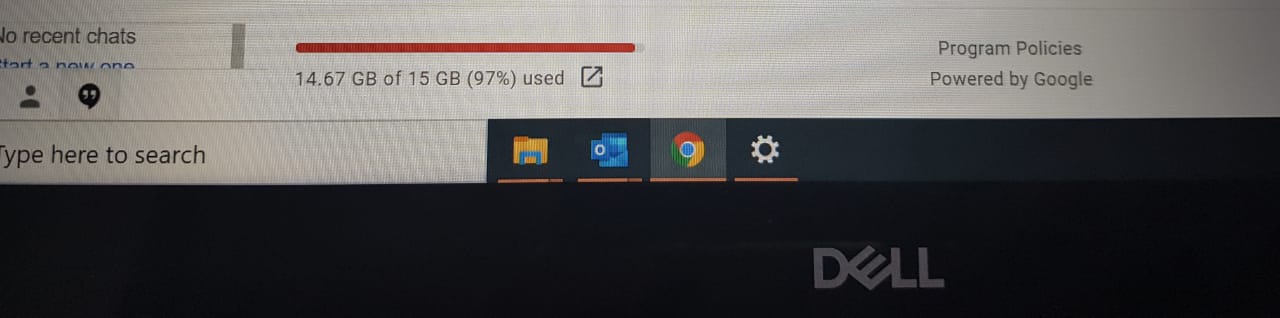 No recent chats
Start a new one
14.67 GB of 15 GB (97%) used
Program Policies
Powered by Google
Type here to search
DELL